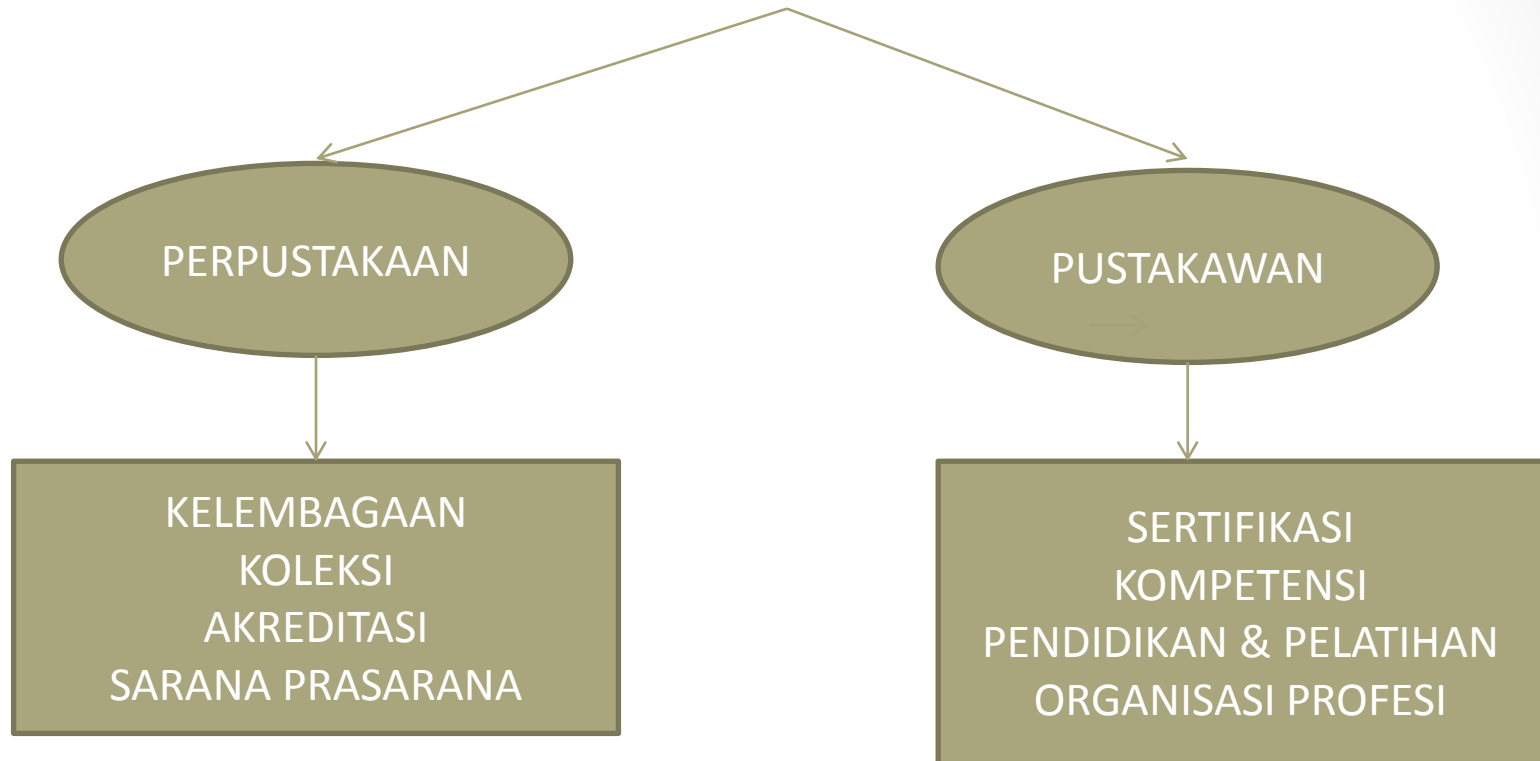 PERPUSTAKAAN
PUSTAKAWAN
KELEMBAGAAN
KOLEKSI
AKREDITASI
SARANA PRASARANA
SERTIFIKASI
KOMPETENSI
PENDIDIKAN & PELATIHAN
ORGANISASI PROFESI